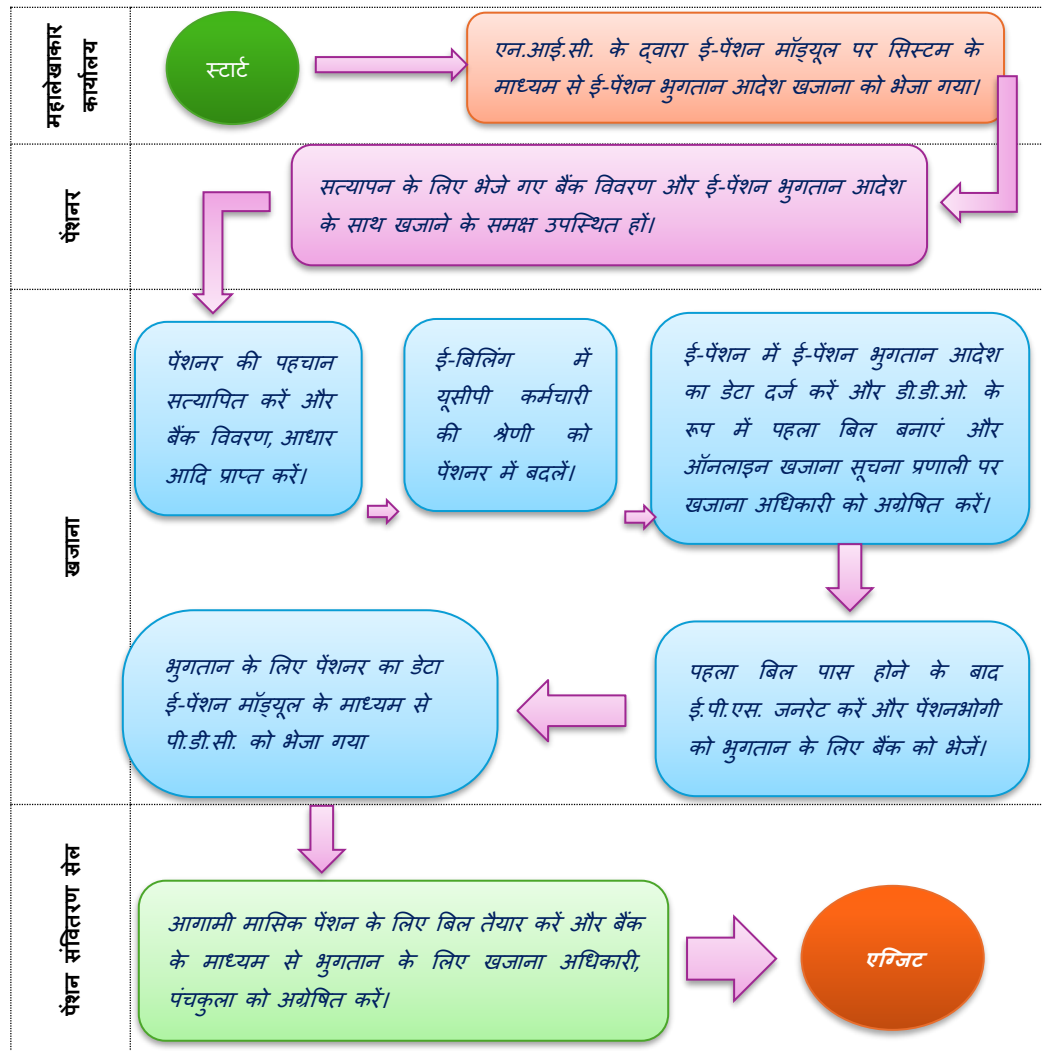 महालेखाकार
कार्यालय
स्टार्ट
एन.आई.सी. के द्वारा ई-पेंशन मॉड्यूल पर सिस्टम के
माध्यम से ई-पेंशन भुगतान आदेश खजाना को भेजा गया।
पेंशनर
सत्यापन के लिए भेजे गए बैंक विवरण और ई-पेंशन भुगतान आदेश
के साथ खजाने के समक्ष उपस्थित हों।
खजाना
पेंशनर की पहचान
सत्यापित करें और
बैंक विवरण, आधार
आदि प्राप्त करें।
ई-बिलिंग में
यूसीपी कर्मचारी
की श्रेणी को
पेंशनर में बदलें।
ई-पेंशन में ई-पेंशन भुगतान आदेश
का डेटा दर्ज करें और डी.डी.ओ. के
रूप में पहला बिल बनाएं और
ऑनलाइन खजाना सूचना प्रणाली पर
खजाना अधिकारी को अग्रेषित करें।
पहला बिल पास होने के बाद
ई.पी.एस. जनरेट करें और पेंशनभोगी
को भुगतान के लिए बैंक को भेजें।
भुगतान के लिए पेंशनर का डेटा
ई-पेंशन मॉड्यूल के माध्यम से
पी.डी.सी. को भेजा गया
पेंशन संवितरण सेल
आगामी मासिक पेंशन के लिए बिल तैयार करें और बैंक
के माध्यम से भुगतान के लिए खजाना अधिकारी,
पंचकुला को अग्रेषित करें।
एग्जिट